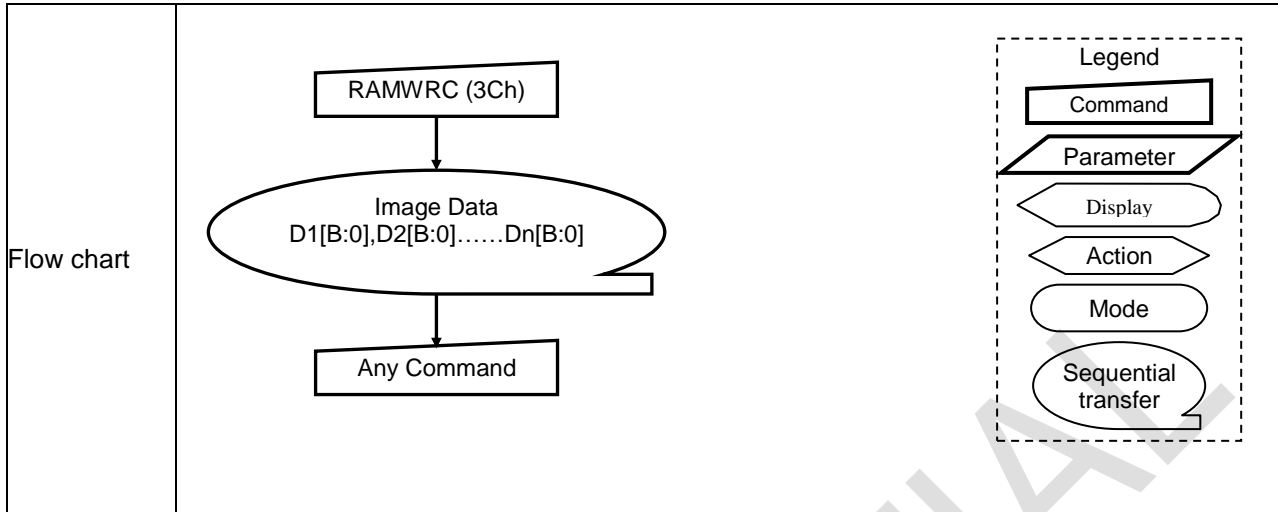 Flow chart
RAMWRC (3Ch)
Image Data
D1[B:0],D2[B:0]……Dn[B:0]
Any Command
Legend
Command
Parameter
Display
Action
Mode
Sequential
transfer